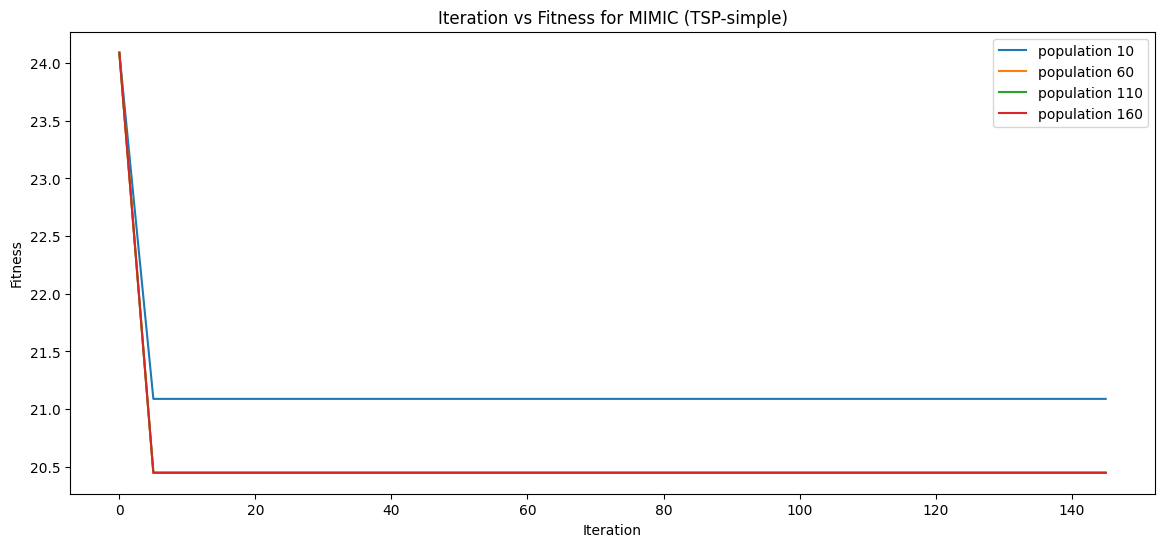 Iteration vs Fitness for MIMIC (TSP-simple)
population 10
population 60
population 110
population 160
24.0
23.5
23.0
22.5
22.0
21.5
21.0
20.5
Fitness
0 20 40 60 80 100 120 140
Iteration